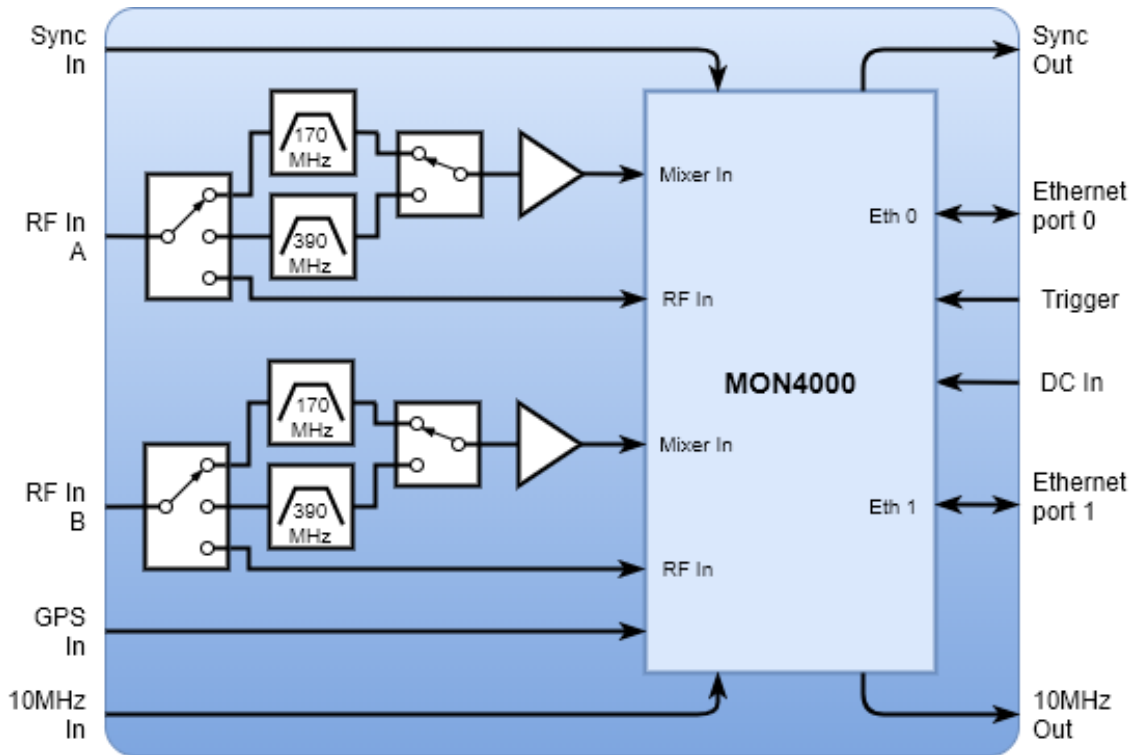 Sync
In
Sync
Out
170
MHz
Mixer In
RF In
A
390
MHz
Eth 0
Ethernet
port 0
RF In
Trigger
MON4000
DC In
170
MHz
Mixer In
RF In
B
390
MHz
Eth 1
Ethernet
port 1
RF In
GPS
In
10MHz
In
10MHz
Out